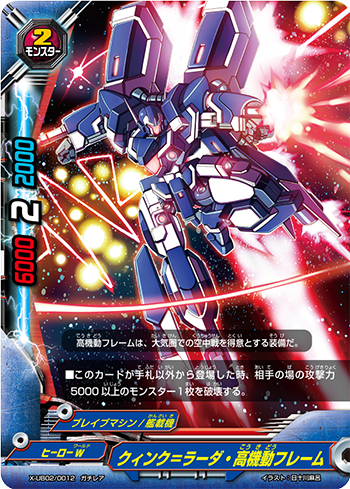 2
モンスター
2000
2
6000
高機動フレームは、大気圏での空中戦を得意とする装備だ。
■このカードが手札以外から登場した時、相手の場の攻撃力
5000以上のモンスター1枚を破壊する。
ブレイブマシン/艦載機
ヒーローW
クィンク=ラーダ・高機動フレーム
X-UB02/0012 ガチレア
イラスト 日十川麻呂